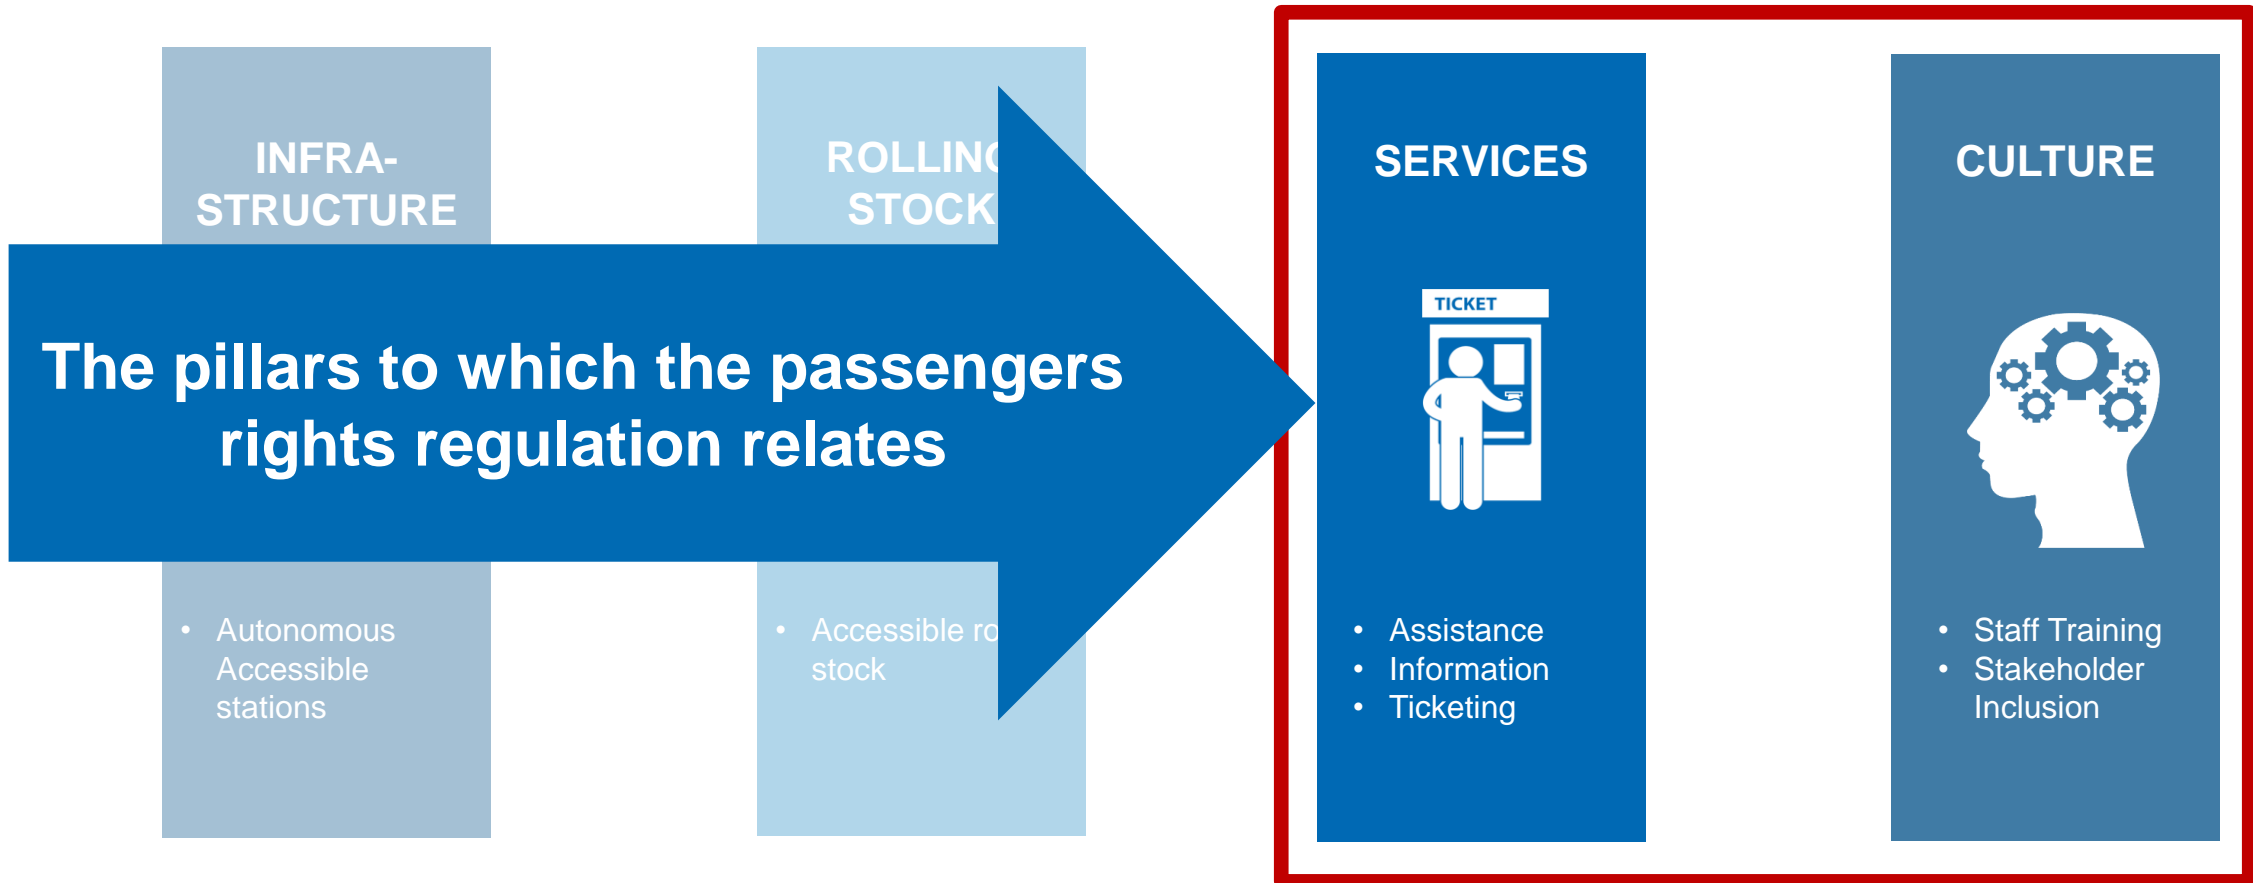 INFRA-
STRUCTURE
• Autonomous
Accessible
stations
ROLLING
STOCK
• Accessible
stock
The pillars to which the passengers
rights regulation relates
SERVICES
TICKET
• Assistance
• Information
• Ticketing
CULTURE
• Staff Training
• Stakeholder
Inclusion